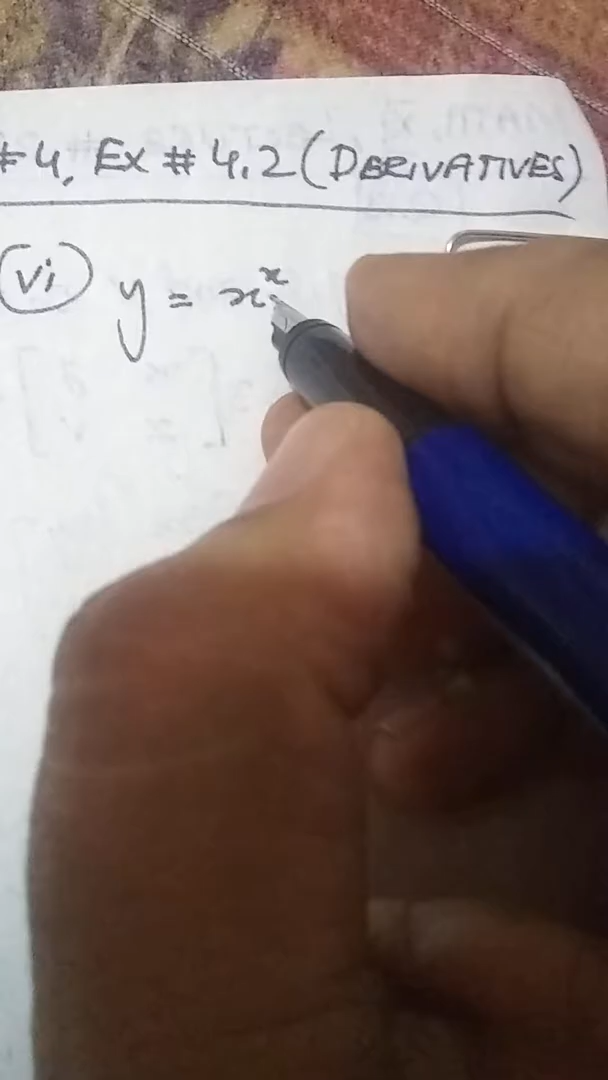 # 4, Ex # 4.2 (DERIVATIVES)
(vi) y = x^x